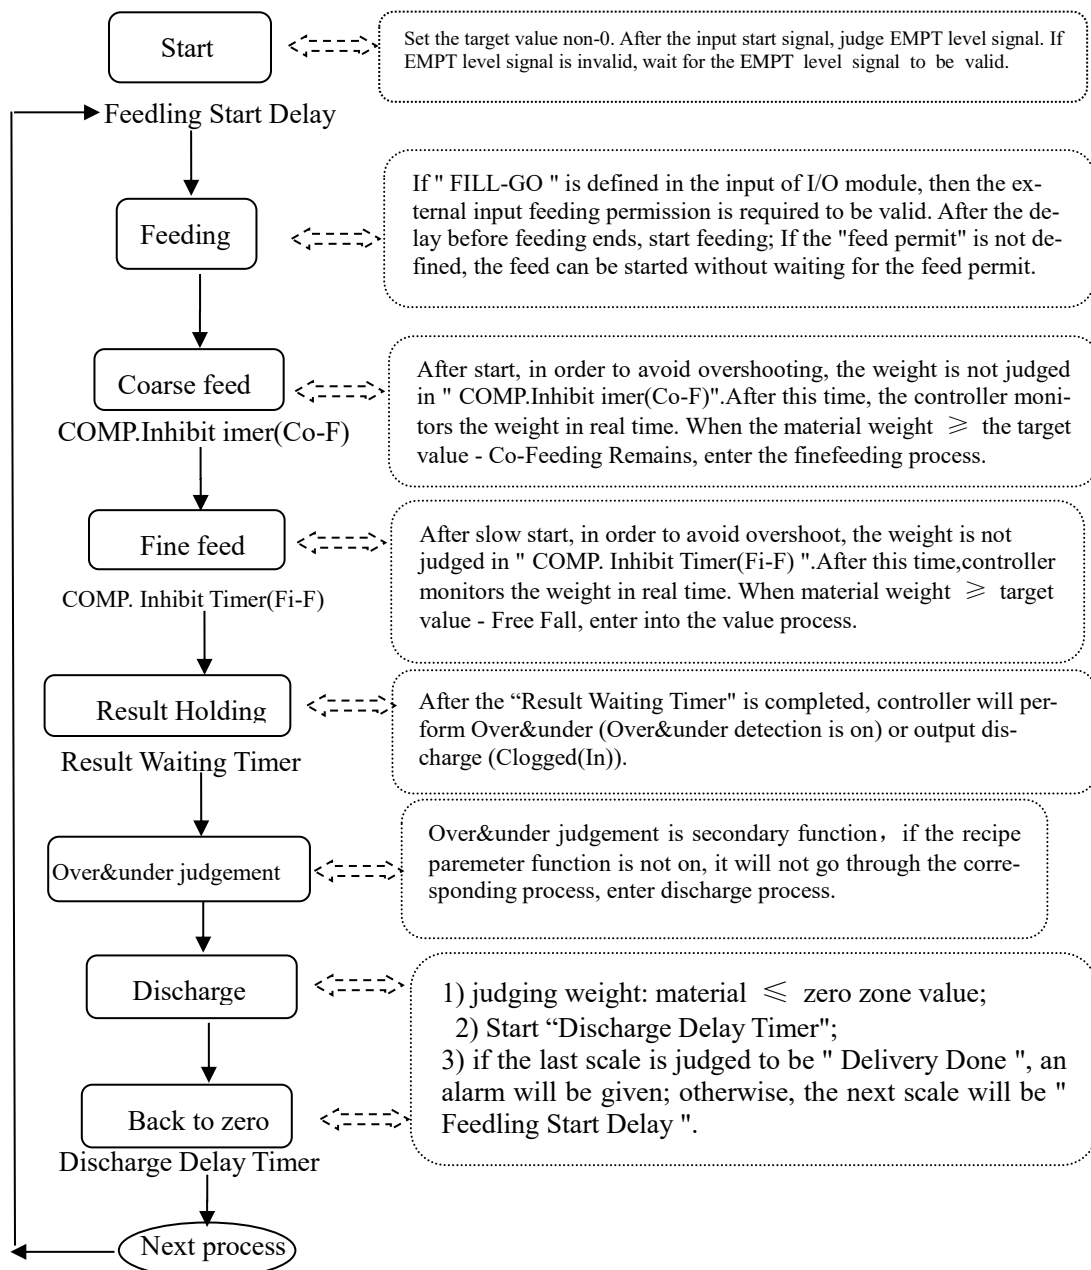 Start
Set the target value non-0. After the input start signal, judge EMPT level signal. If
EMPT level signal is invalid, wait for the EMPT level signal to be valid.
Feedling Start Delay
Feeding
If " FILL-GO " is defined in the input of I/O module, then the ex-
ternal input feeding permission is required to be valid. After the de-
lay before feeding ends, start feeding; If the "feed permit" is not de-
fined, the feed can be started without waiting for the feed permit.
Coarse feed
COMP.Inhibit imer(Co-F)
After start, in order to avoid overshooting, the weight is not judged
in " COMP.Inhibit imer(Co-F)".After this time, the controller moni-
tors the weight in real time. When the material weight ≥ the target
value - Co-Feeding Remains, enter the finefeeding process.
Fine feed
COMP. Inhibit Timer(Fi-F)
After slow start, in order to avoid overshoot, the weight is not
judged in " COMP. Inhibit Timer(Fi-F) ".After this time,controller
monitors the weight in real time. When material weight ≥ target
value - Free Fall, enter into the value process.
Result Holding
Result Waiting Timer
After the “Result Waiting Timer" is completed, controller will per-
form Over&under (Over&under detection is on) or output dis-
charge (Clogged(In)).
Over&under judgement
Over&under judgement is secondary function，if the recipe
paremeter function is not on, it will not go through the corre-
sponding process, enter discharge process.
Discharge
1) judging weight: material ≤ zero zone value;
2) Start “Discharge Delay Timer";
3) if the last scale is judged to be " Delivery Done ", an
alarm will be given; otherwise, the next scale will be "
Feedling Start Delay ".
Back to zero
Discharge Delay Timer
Next process